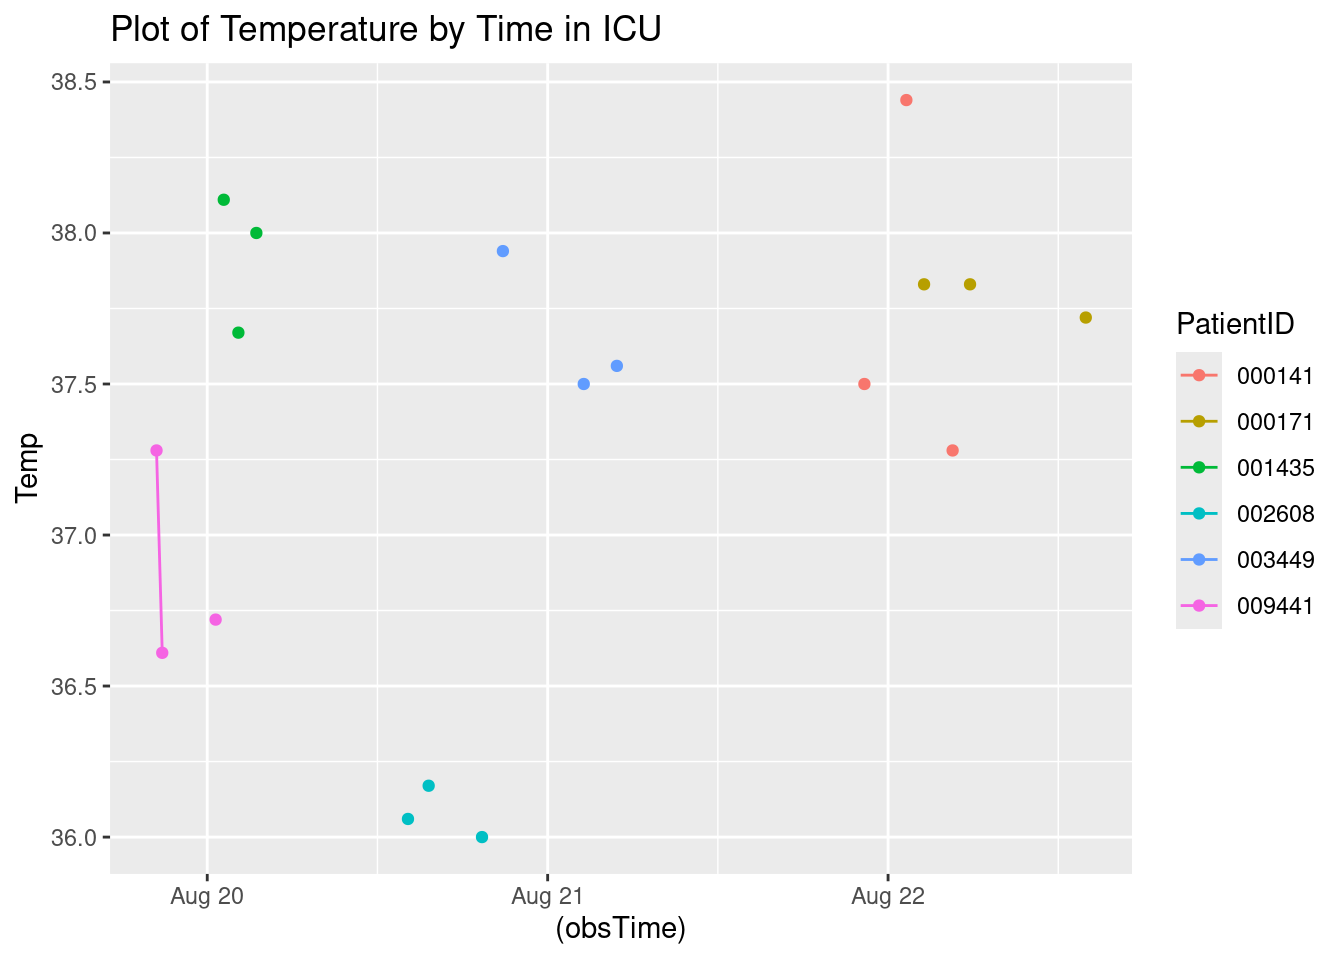 Plot of Temperature by Time in ICU
38.5
38.0
37.5
37.0
36.5
36.0
Temp
Aug 20
Aug 21
Aug 22
(obsTime)
PatientID
000141
000171
001435
002608
003449
009441